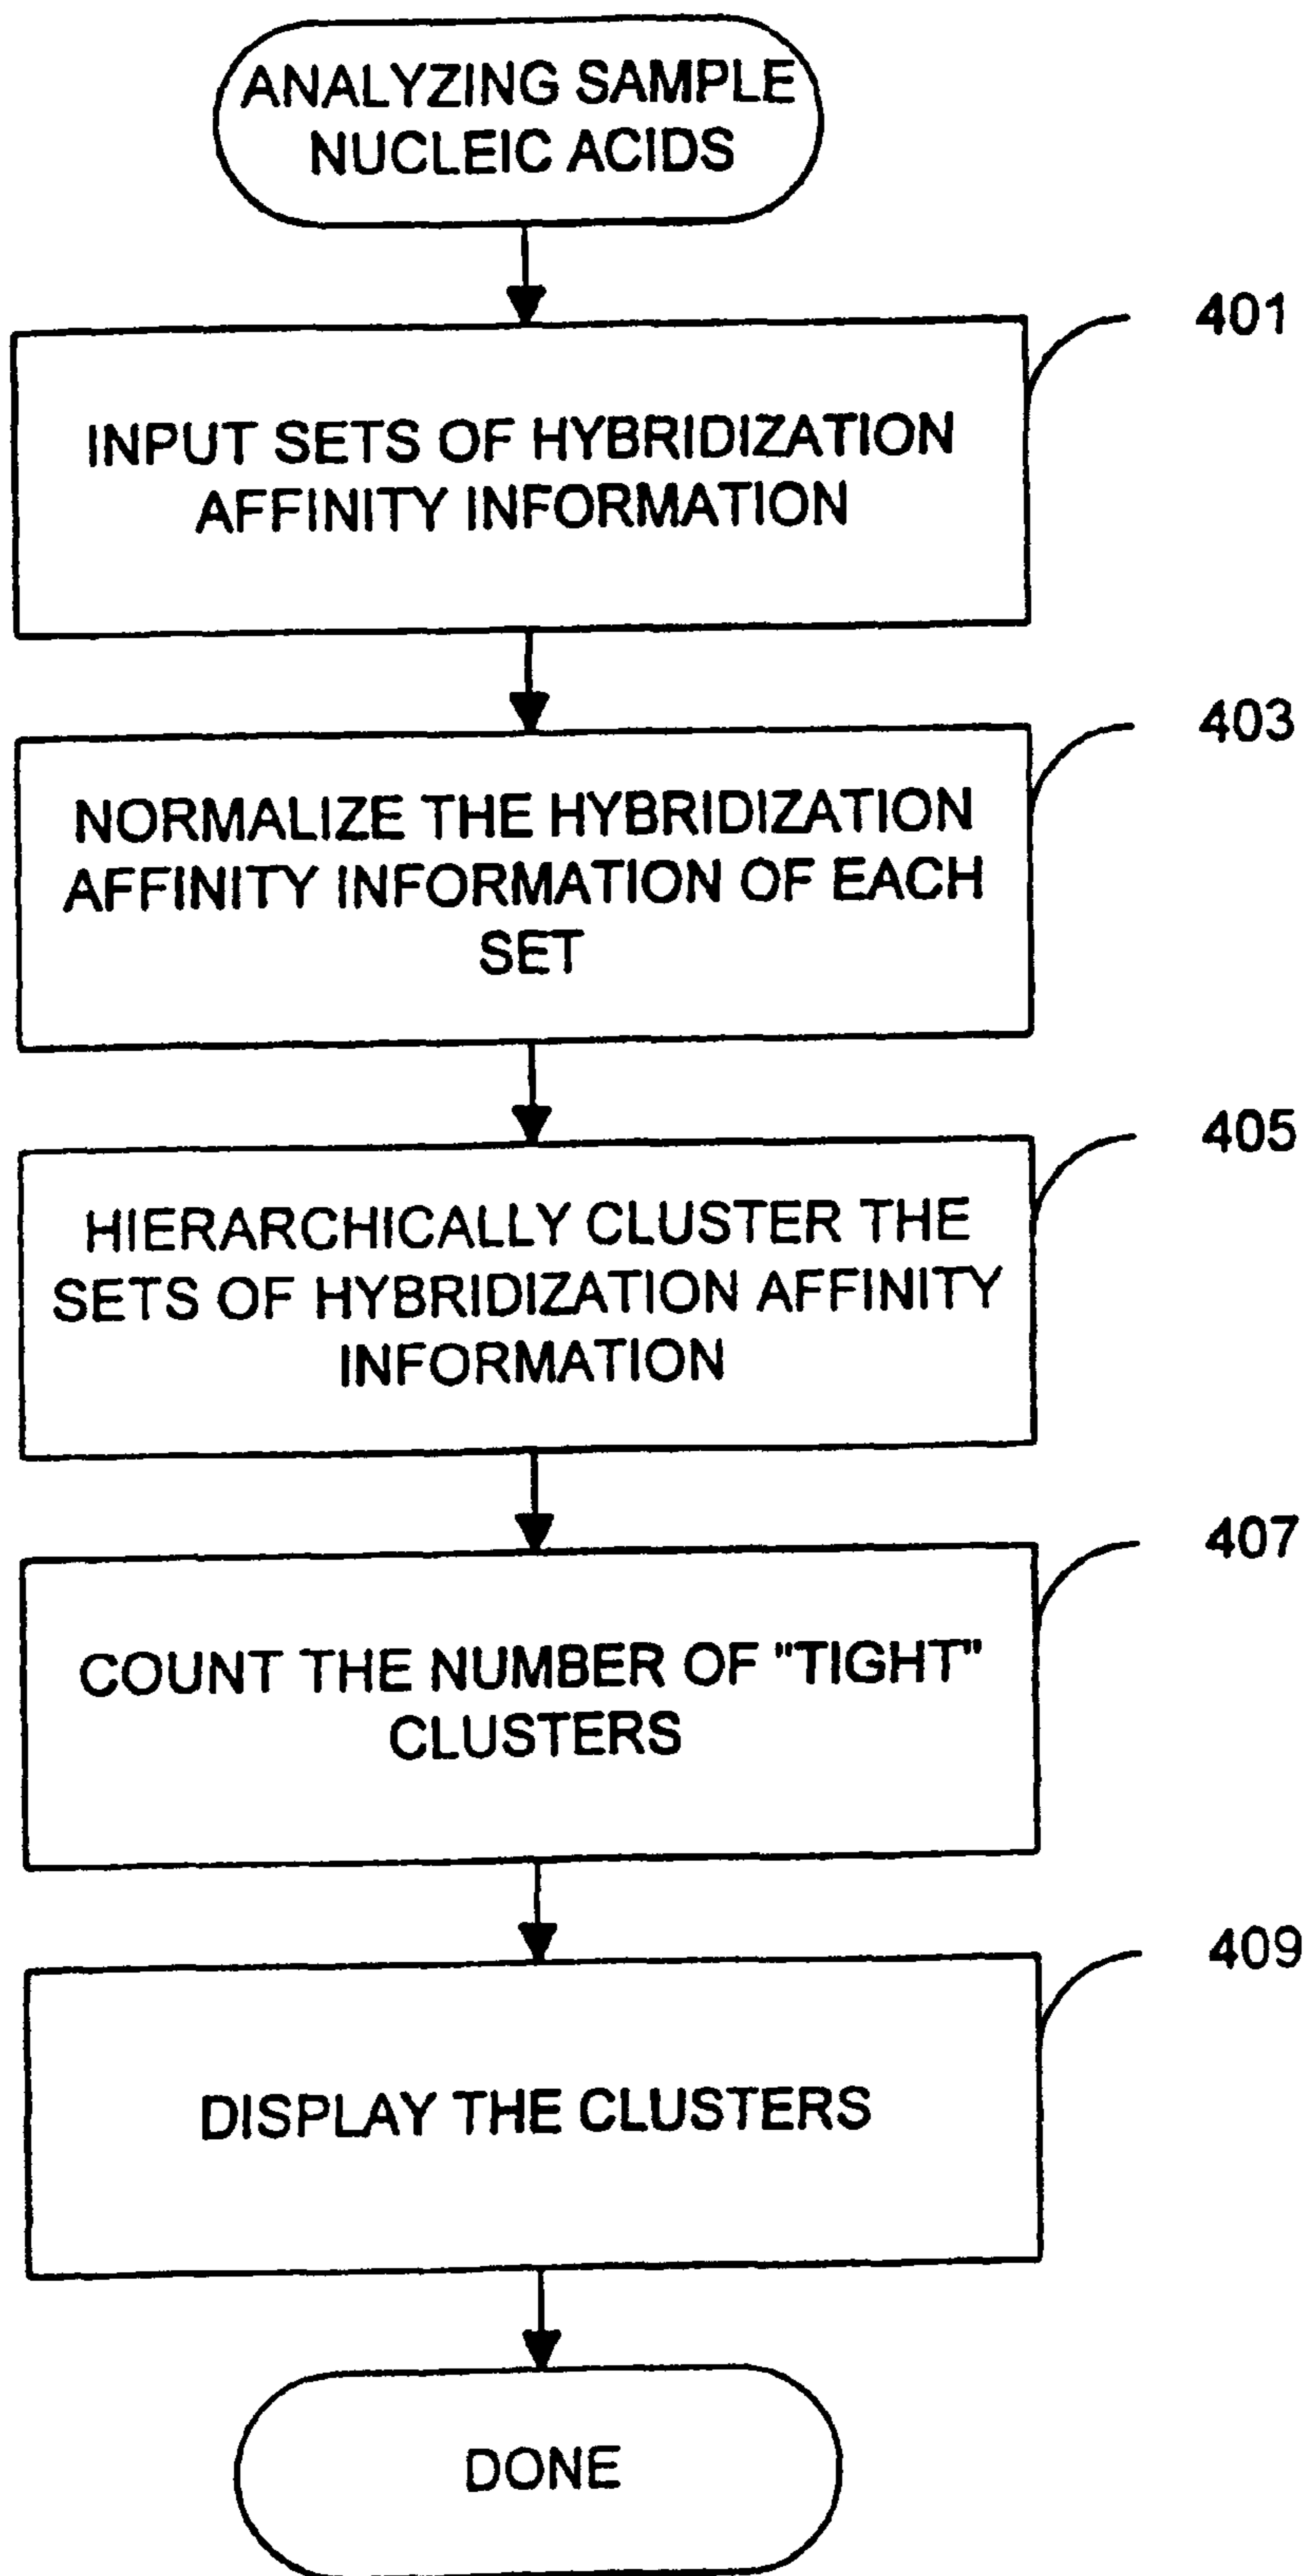 ANALYZING SAMPLE
NUCLEIC ACIDS
401
INPUT SETS OF HYBRIDIZATION
AFFINITY INFORMATION
403
NORMALIZE THE HYBRIDIZATION
AFFINITY INFORMATION OF EACH
SET
405
HIERARCHICALLY CLUSTER THE
SETS OF HYBRIDIZATION AFFINITY
INFORMATION
407
COUNT THE NUMBER OF "TIGHT"
CLUSTERS
409
DISPLAY THE CLUSTERS
DONE